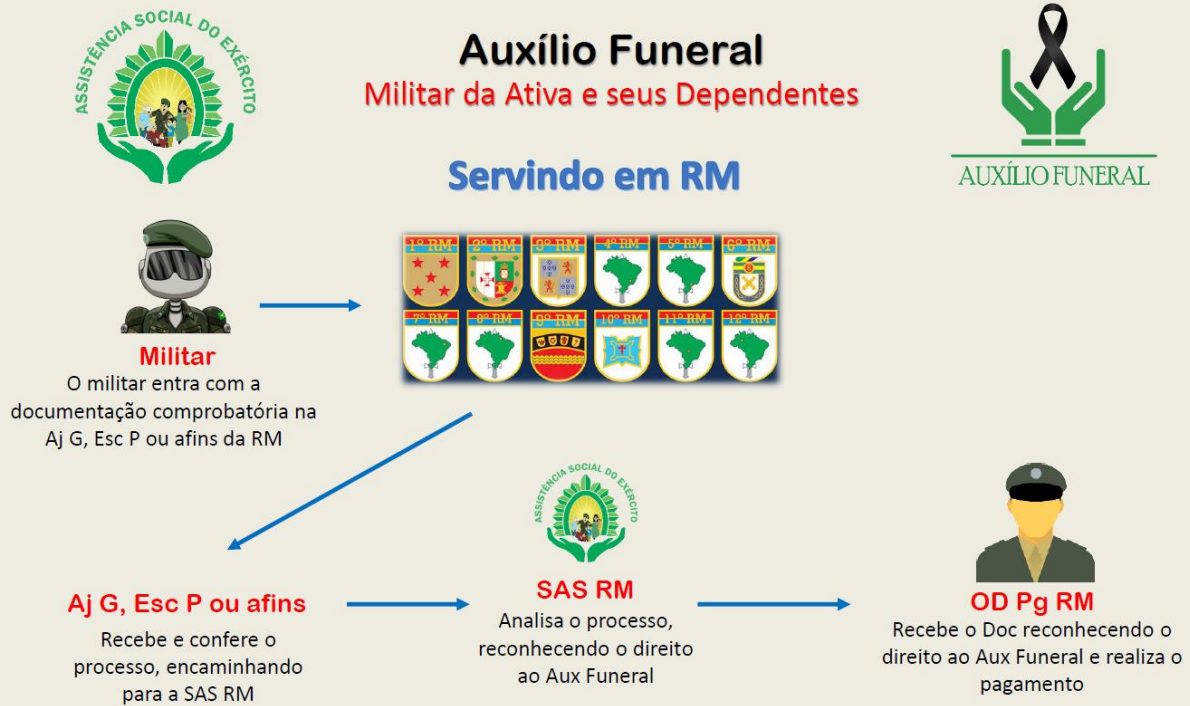 ASSISTÊNCIA SOCIAL DO EXÉRCITO
Auxílio Funeral
Militar da Ativa e seus Dependentes
Servindo em RM
AUXÍLIO FUNERAL
1ª RM
2ª RM
3ª RM
4ª RM
5ª RM
6ª RM
7ª RM
8ª RM
9ª RM
10ª RM
11ª RM
12ª RM
Militar
O militar entra com a
documentação comprobatória na
Aj G, Esc P ou afins da RM
Aj G, Esc P ou afins
Recebe e confere o
processo, encaminhando
para a SAS RM
ASSISTÊNCIA SOCIAL DO EXÉRCITO
SAS RM
Analisa o processo,
reconhecendo o direito
ao Aux Funeral
OD Pg RM
Recebe o Doc reconhecendo o
direito ao Aux Funeral e realiza o
pagamento